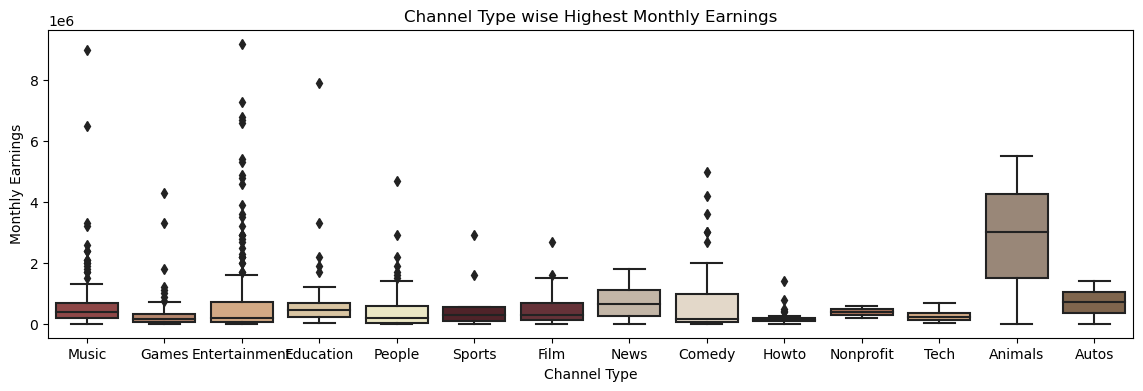 Channel Type wise Highest Monthly Earnings
1e6
8
6
4
2
0
Monthly Earnings
Music Games Entertainment Education People Sports Film News Comedy Howto Nonprofit Tech Animals Autos
Channel Type